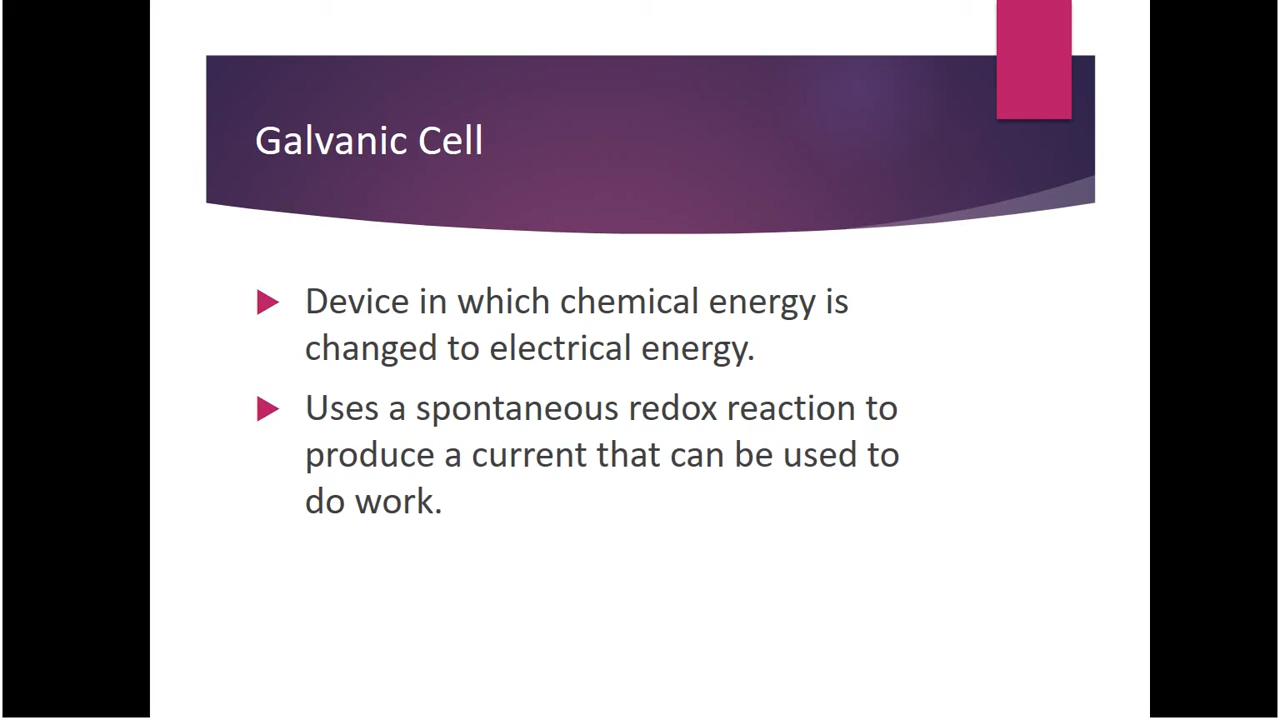 Galvanic Cell
Device in which chemical energy is
changed to electrical energy.
Uses a spontaneous redox reaction to
produce a current that can be used to
do work.